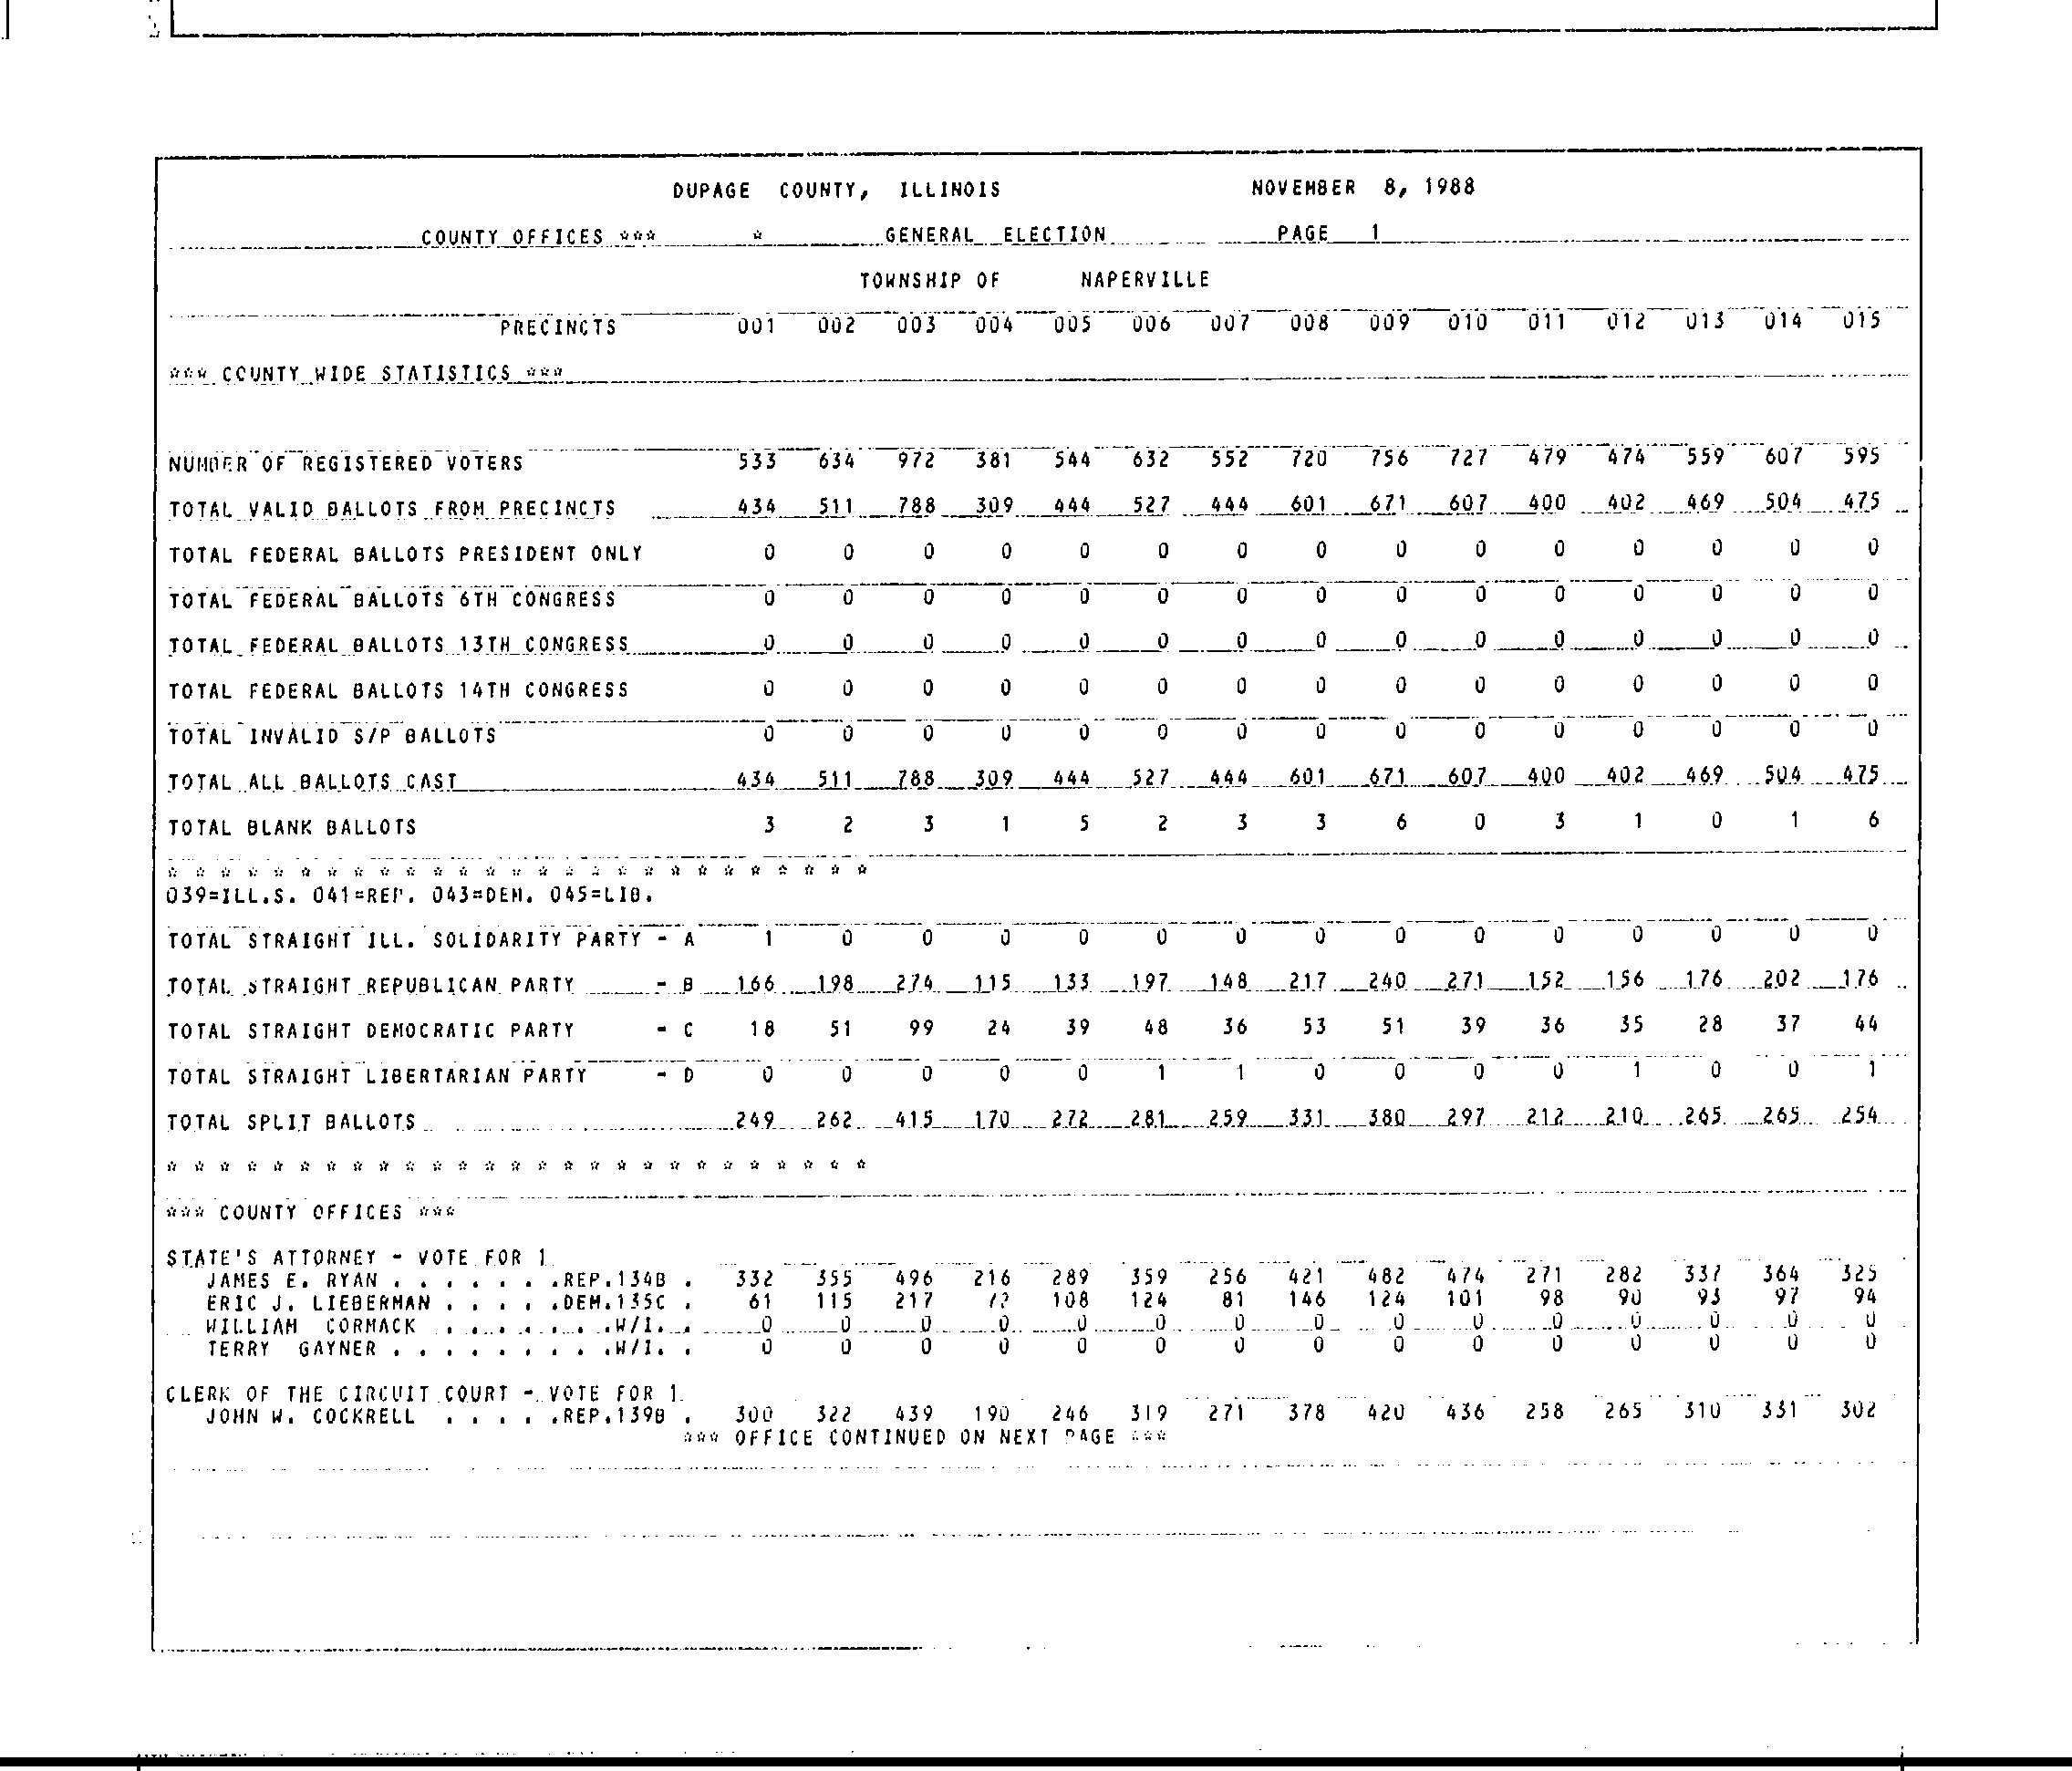 DUPAGE COUNTY, ILLINOIS NOVEMBER 8, 1988
COUNTY OFFICES *** * GENERAL ELECTION PAGE 1
TOWNSHIP OF NAPERVILLE
PRECINCTS 001 002 003 004 005 006 007 008 009 010 011 012 013 014 015
*** COUNTY WIDE STATISTICS ***
NUMBER OF REGISTERED VOTERS 533 634 972 381 544 632 552 720 756 727 479 474 559 607 595
TOTAL VALID BALLOTS FROM PRECINCTS 434 511 788 309 444 527 444 601 671 607 400 402 469 504 475
TOTAL FEDERAL BALLOTS PRESIDENT ONLY 0 0 0 0 0 0 0 0 0 0 0 0 0 0 0
TOTAL FEDERAL BALLOTS 6TH CONGRESS 0 0 0 0 0 0 0 0 0 0 0 0 0 0 0
TOTAL FEDERAL BALLOTS 13TH CONGRESS 0 0 0 0 0 0 0 0 0 0 0 0 0 0 0
TOTAL FEDERAL BALLOTS 14TH CONGRESS 0 0 0 0 0 0 0 0 0 0 0 0 0 0 0
TOTAL INVALID S/P BALLOTS 0 0 0 0 0 0 0 0 0 0 0 0 0 0 0
TOTAL ALL BALLOTS CAST 434 511 788 309 444 527 444 601 671 607 400 402 469 504 475
TOTAL BLANK BALLOTS 3 2 3 1 5 2 3 3 6 0 3 1 0 1 6
* * * * * * * * * * * * * * * * * * * * * * * * * * *
039=ILL.S. 041=REP. 043=DEM. 045=LIB.
TOTAL STRAIGHT ILL. SOLIDARITY PARTY - A 1 0 0 0 0 0 0 0 0 0 0 0 0 0 0
TOTAL STRAIGHT REPUBLICAN PARTY - B 166 198 274 115 133 197 148 217 240 271 152 156 176 202 176
TOTAL STRAIGHT DEMOCRATIC PARTY - C 18 51 99 24 39 48 36 53 51 39 36 35 28 37 44
TOTAL STRAIGHT LIBERTARIAN PARTY - D 0 0 0 0 0 1 1 0 0 0 0 1 0 0 1
TOTAL SPLIT BALLOTS 249 262 415 170 272 281 259 331 380 297 212 210 265 265 254
* * * * * * * * * * * * * * * * * * * * * * * * * * *
*** COUNTY OFFICES ***
STATE'S ATTORNEY - VOTE FOR 1
JAMES E. RYAN . . . . . . .REP.134B . 332 355 496 216 289 359 256 421 482 474 271 282 337 364 325
ERIC J. LIEBERMAN . . . . .DEM.135C . 61 115 217 108 124 81 146 124 101 98 90 93 97 94
WILLIAM CORMACK . . . . . . .W/I. . 0 0 0 0 0 0 0 0 0 0 0 0 0 0 0
TERRY GAYNER . . . . . . . . .W/I. . 0 0 0 0 0 0 0 0 0 0 0 0 0 0 0
CLERK OF THE CIRCUIT COURT - VOTE FOR 1
JOHN W. COCKRELL . . . . .REP.139B . 300 322 439 190 246 319 271 378 420 436 258 265 310 331 302
*** OFFICE CONTINUED ON NEXT PAGE ***